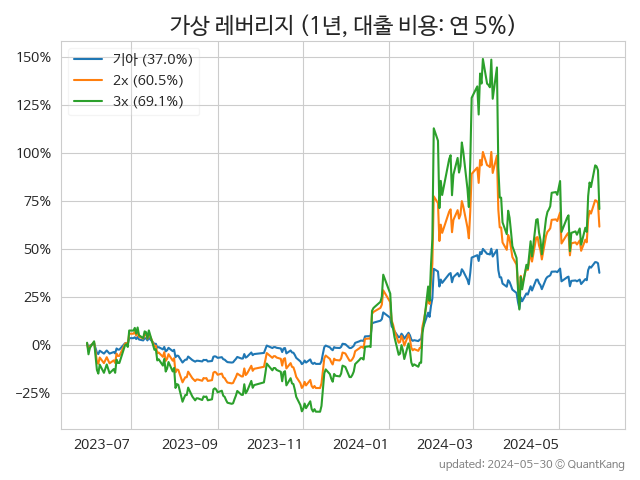 가상 레버리지 (1년, 대출 비용: 연 5%)
150%
125%
100%
75%
50%
25%
0%
−25%
기아 (37.0%)
2x (60.5%)
3x (69.1%)
2023-07
2023-09
2023-11
2024-01
2024-03
2024-05
updated: 2024-05-30 © QuantKang